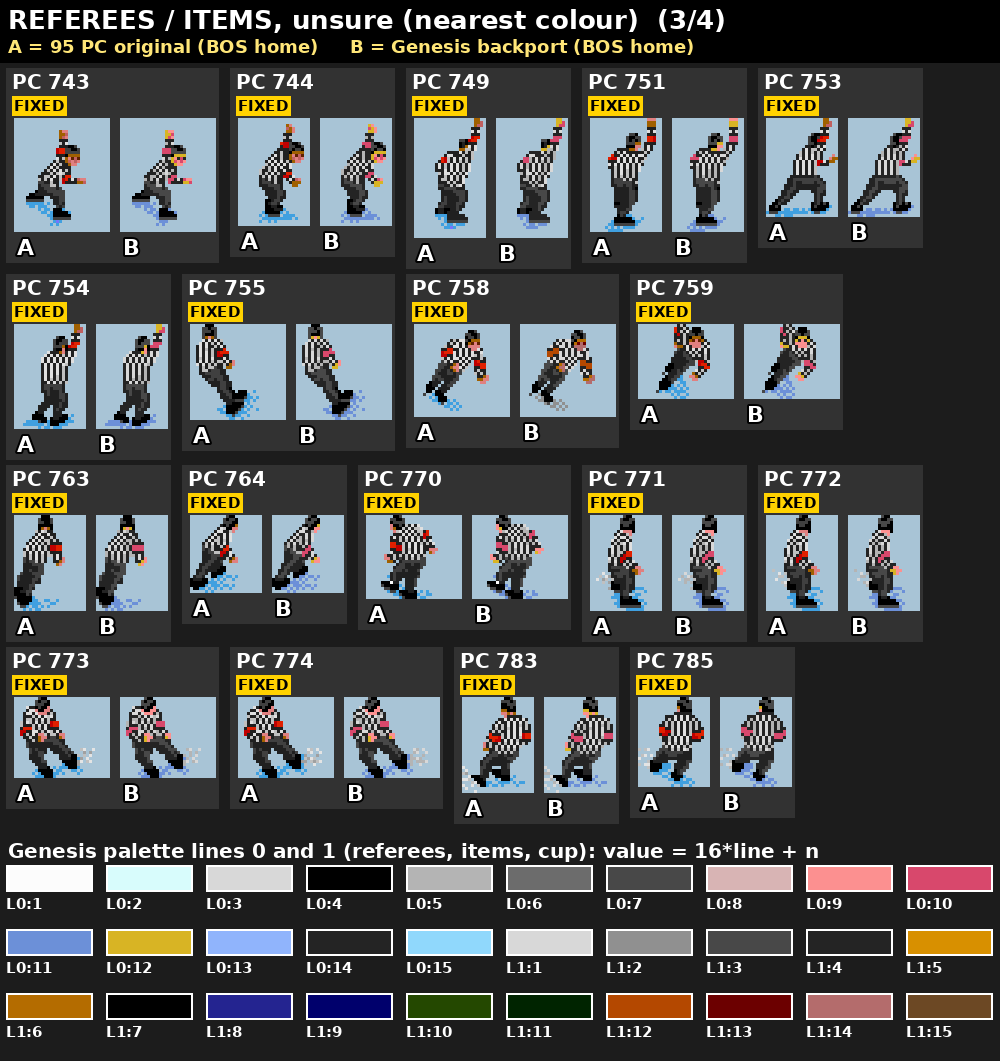 REFEREES / ITEMS, unsure (nearest colour)  (3/4)
A = 95 PC original (BOS home)     B = Genesis backport (BOS home)
PC 743 PC 744 PC 749 PC 751 PC 753
FIXED FIXED FIXED FIXED FIXED
A B A B A B A B A B
PC 754 PC 755 PC 758 PC 759
FIXED FIXED FIXED FIXED
A B A B A B A B
PC 763 PC 764 PC 770 PC 771 PC 772
FIXED FIXED FIXED FIXED FIXED
A B A B A B A B A B
PC 773 PC 774 PC 783 PC 785
FIXED FIXED FIXED FIXED
A B A B A B A B
Genesis palette lines 0 and 1 (referees, items, cup): value = 16*line + n
L0:1 L0:2 L0:3 L0:4 L0:5 L0:6 L0:7 L0:8 L0:9 L0:10
L0:11 L0:12 L0:13 L0:14 L0:15 L1:1 L1:2 L1:3 L1:4 L1:5
L1:6 L1:7 L1:8 L1:9 L1:10 L1:11 L1:12 L1:13 L1:14 L1:15